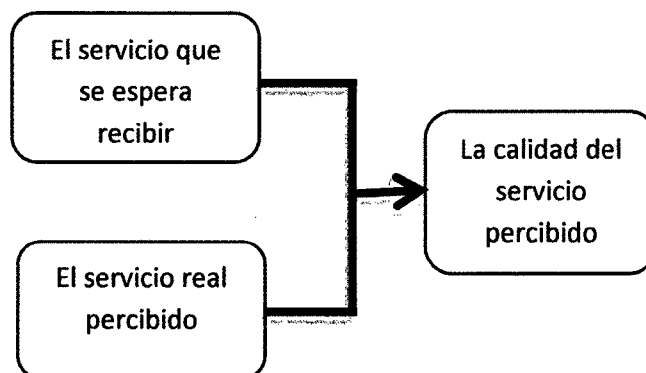 El servicio que
se espera
recibir
El servicio real
percibido
La calidad del
servicio
percibido